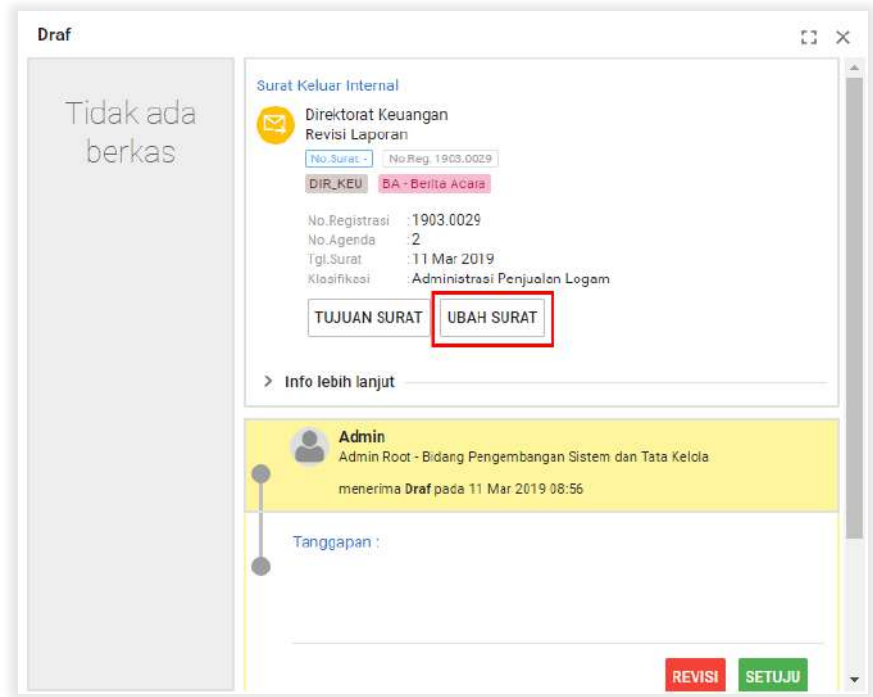 Draf
Tidak ada
berkas
Surat Keluar Internal
Direktorat Keuangan
Revisi Laporan
No.Surat - No.Reg. 1903.0029
DIR_KEU BA - Berita Acara
No.Registrasi :1903.0029
No.Agenda :2
Tgl.Surat :11 Mar 2019
Klasifikasi :Administrasi Penjualan Logam
TUJUAN SURAT UBAH SURAT
Info lebih lanjut
Admin
Admin Root - Bidang Pengembangan Sistem dan Tata Kelola
menerima Draf pada 11 Mar 2019 08:56
Tanggapan :
REVISI SETUJU